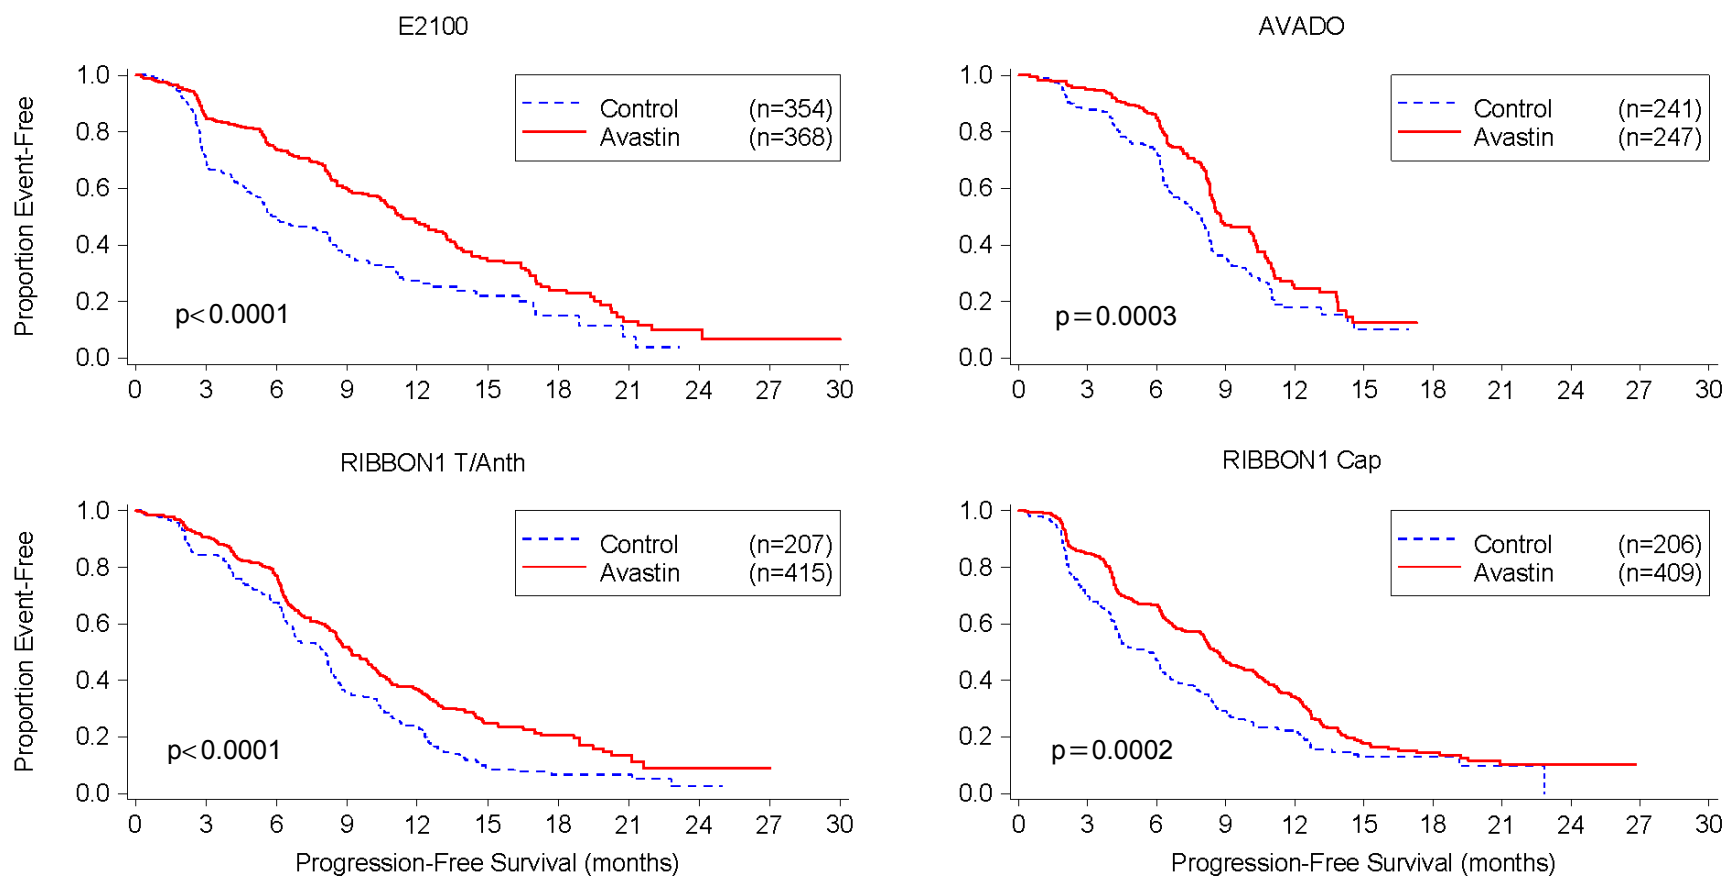 E2100
Proportion Event-Free
1.0
0.8
0.6
0.4
0.2
0.0
Control (n=354)
Avastin (n=368)
p<0.0001
0 3 6 9 12 15 18 21 24 27 30
AVADO
1.0
0.8
0.6
0.4
0.2
0.0
Control (n=241)
Avastin (n=247)
p=0.0003
0 3 6 9 12 15 18 21 24 27 30
RIBBON1 T/Anth
Proportion Event-Free
1.0
0.8
0.6
0.4
0.2
0.0
Control (n=207)
Avastin (n=415)
p<0.0001
0 3 6 9 12 15 18 21 24 27 30
Progression-Free Survival (months)
RIBBON1 Cap
1.0
0.8
0.6
0.4
0.2
0.0
Control (n=206)
Avastin (n=409)
p=0.0002
0 3 6 9 12 15 18 21 24 27 30
Progression-Free Survival (months)